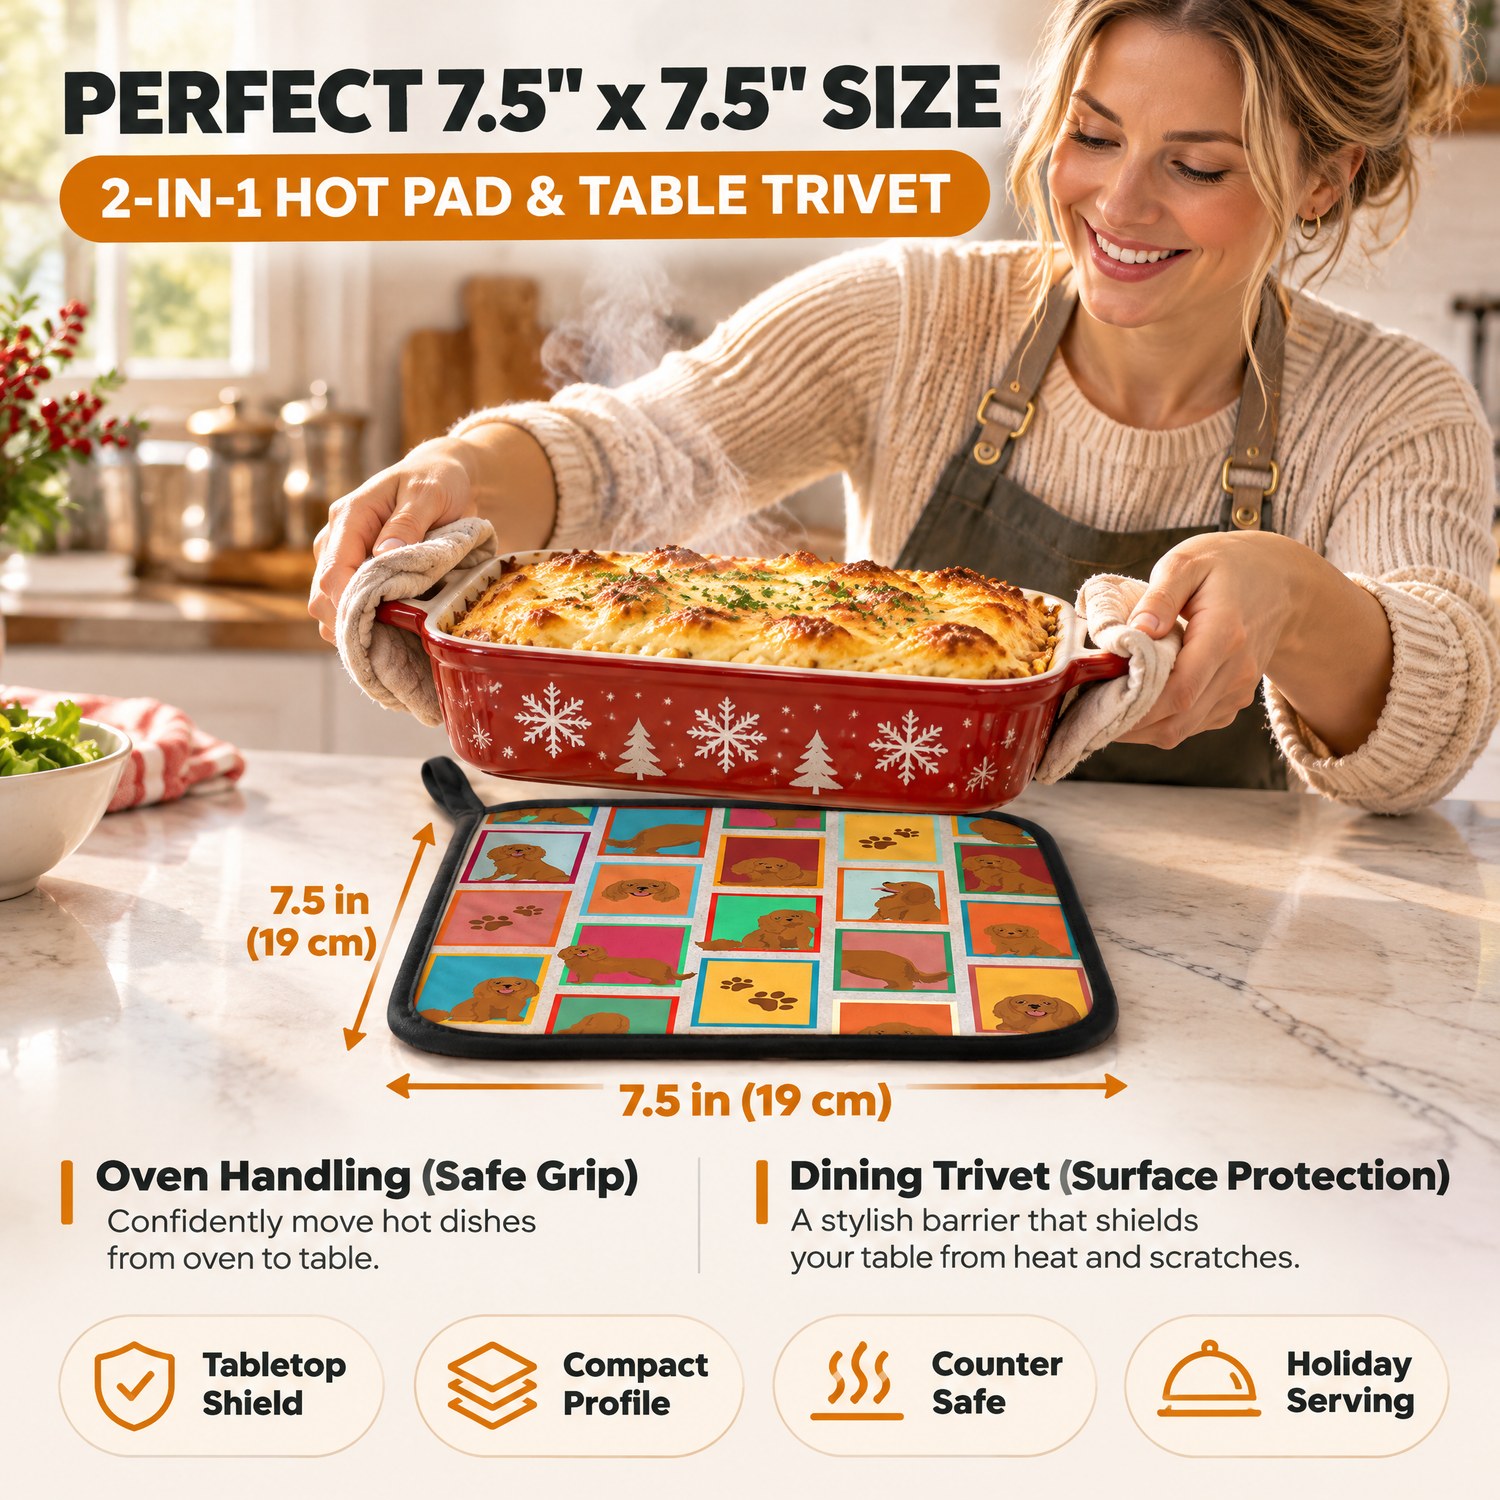 PERFECT 7.5" x 7.5" SIZE
2-IN-1 HOT PAD & TABLE TRIVET
7.5 in
(19 cm)
7.5 in (19 cm)
Oven Handling (Safe Grip)
Confidently move hot dishes
from oven to table.
Dining Trivet (Surface Protection)
A stylish barrier that shields
your table from heat and scratches.
Tabletop
Shield
Compact
Profile
Counter
Safe
Holiday
Serving